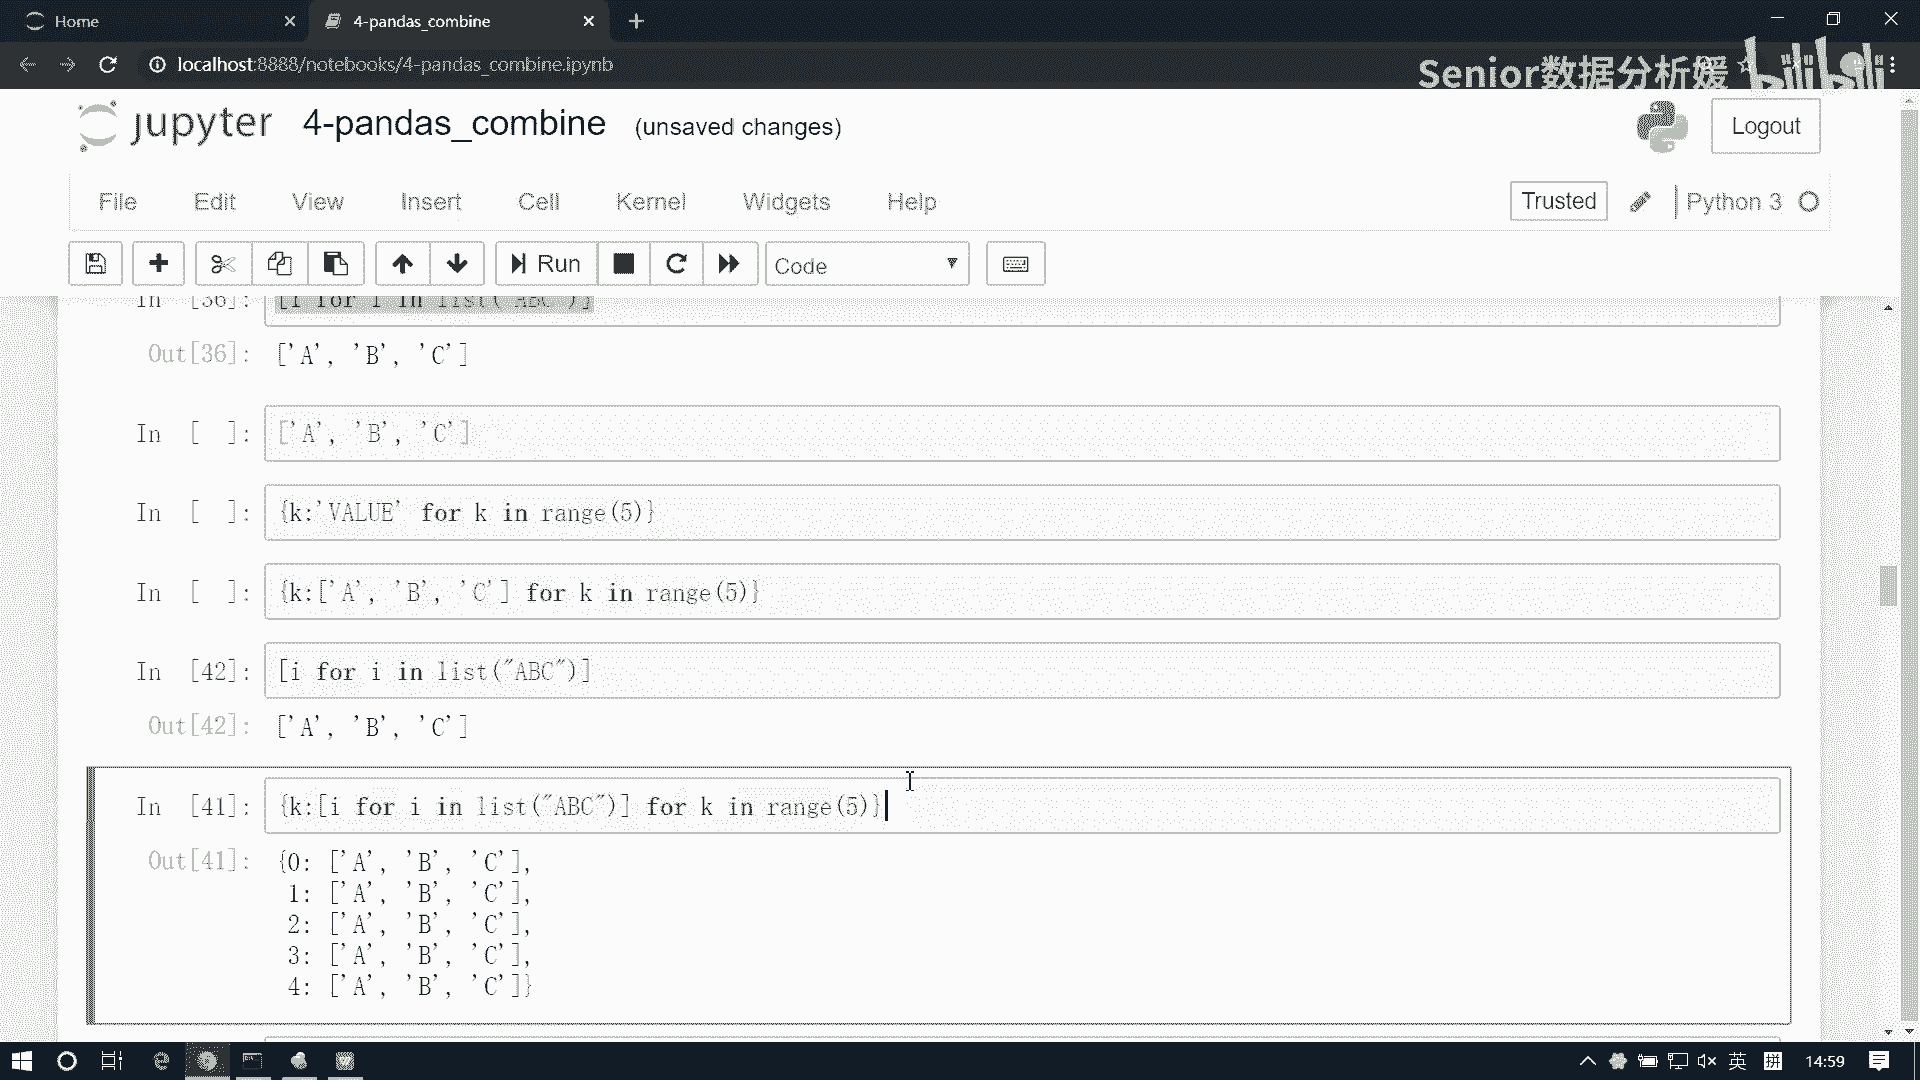 Home
4-pandas_combine
localhost:8888/notebooks/4-pandas_combine.ipynb
Senior数据分析媛 bilibili
jupyter 4-pandas_combine (unsaved changes)
Logout
File Edit View Insert Cell Kernel Widgets Help
Trusted Python 3
Run Code
In [36]: [i for i in list("ABC")]
Out[36]: ['A', 'B', 'C']
In [ ]: ['A', 'B', 'C']
In [ ]: {k:'VALUE' for k in range(5)}
In [ ]: {k:['A', 'B', 'C'] for k in range(5)}
In [42]: [i for i in list("ABC")]
Out[42]: ['A', 'B', 'C']
In [41]: {k:[i for i in list("ABC")] for k in range(5)}
Out[41]: {0: ['A', 'B', 'C'],
1: ['A', 'B', 'C'],
2: ['A', 'B', 'C'],
3: ['A', 'B', 'C'],
4: ['A', 'B', 'C']}
英 拼 14:59